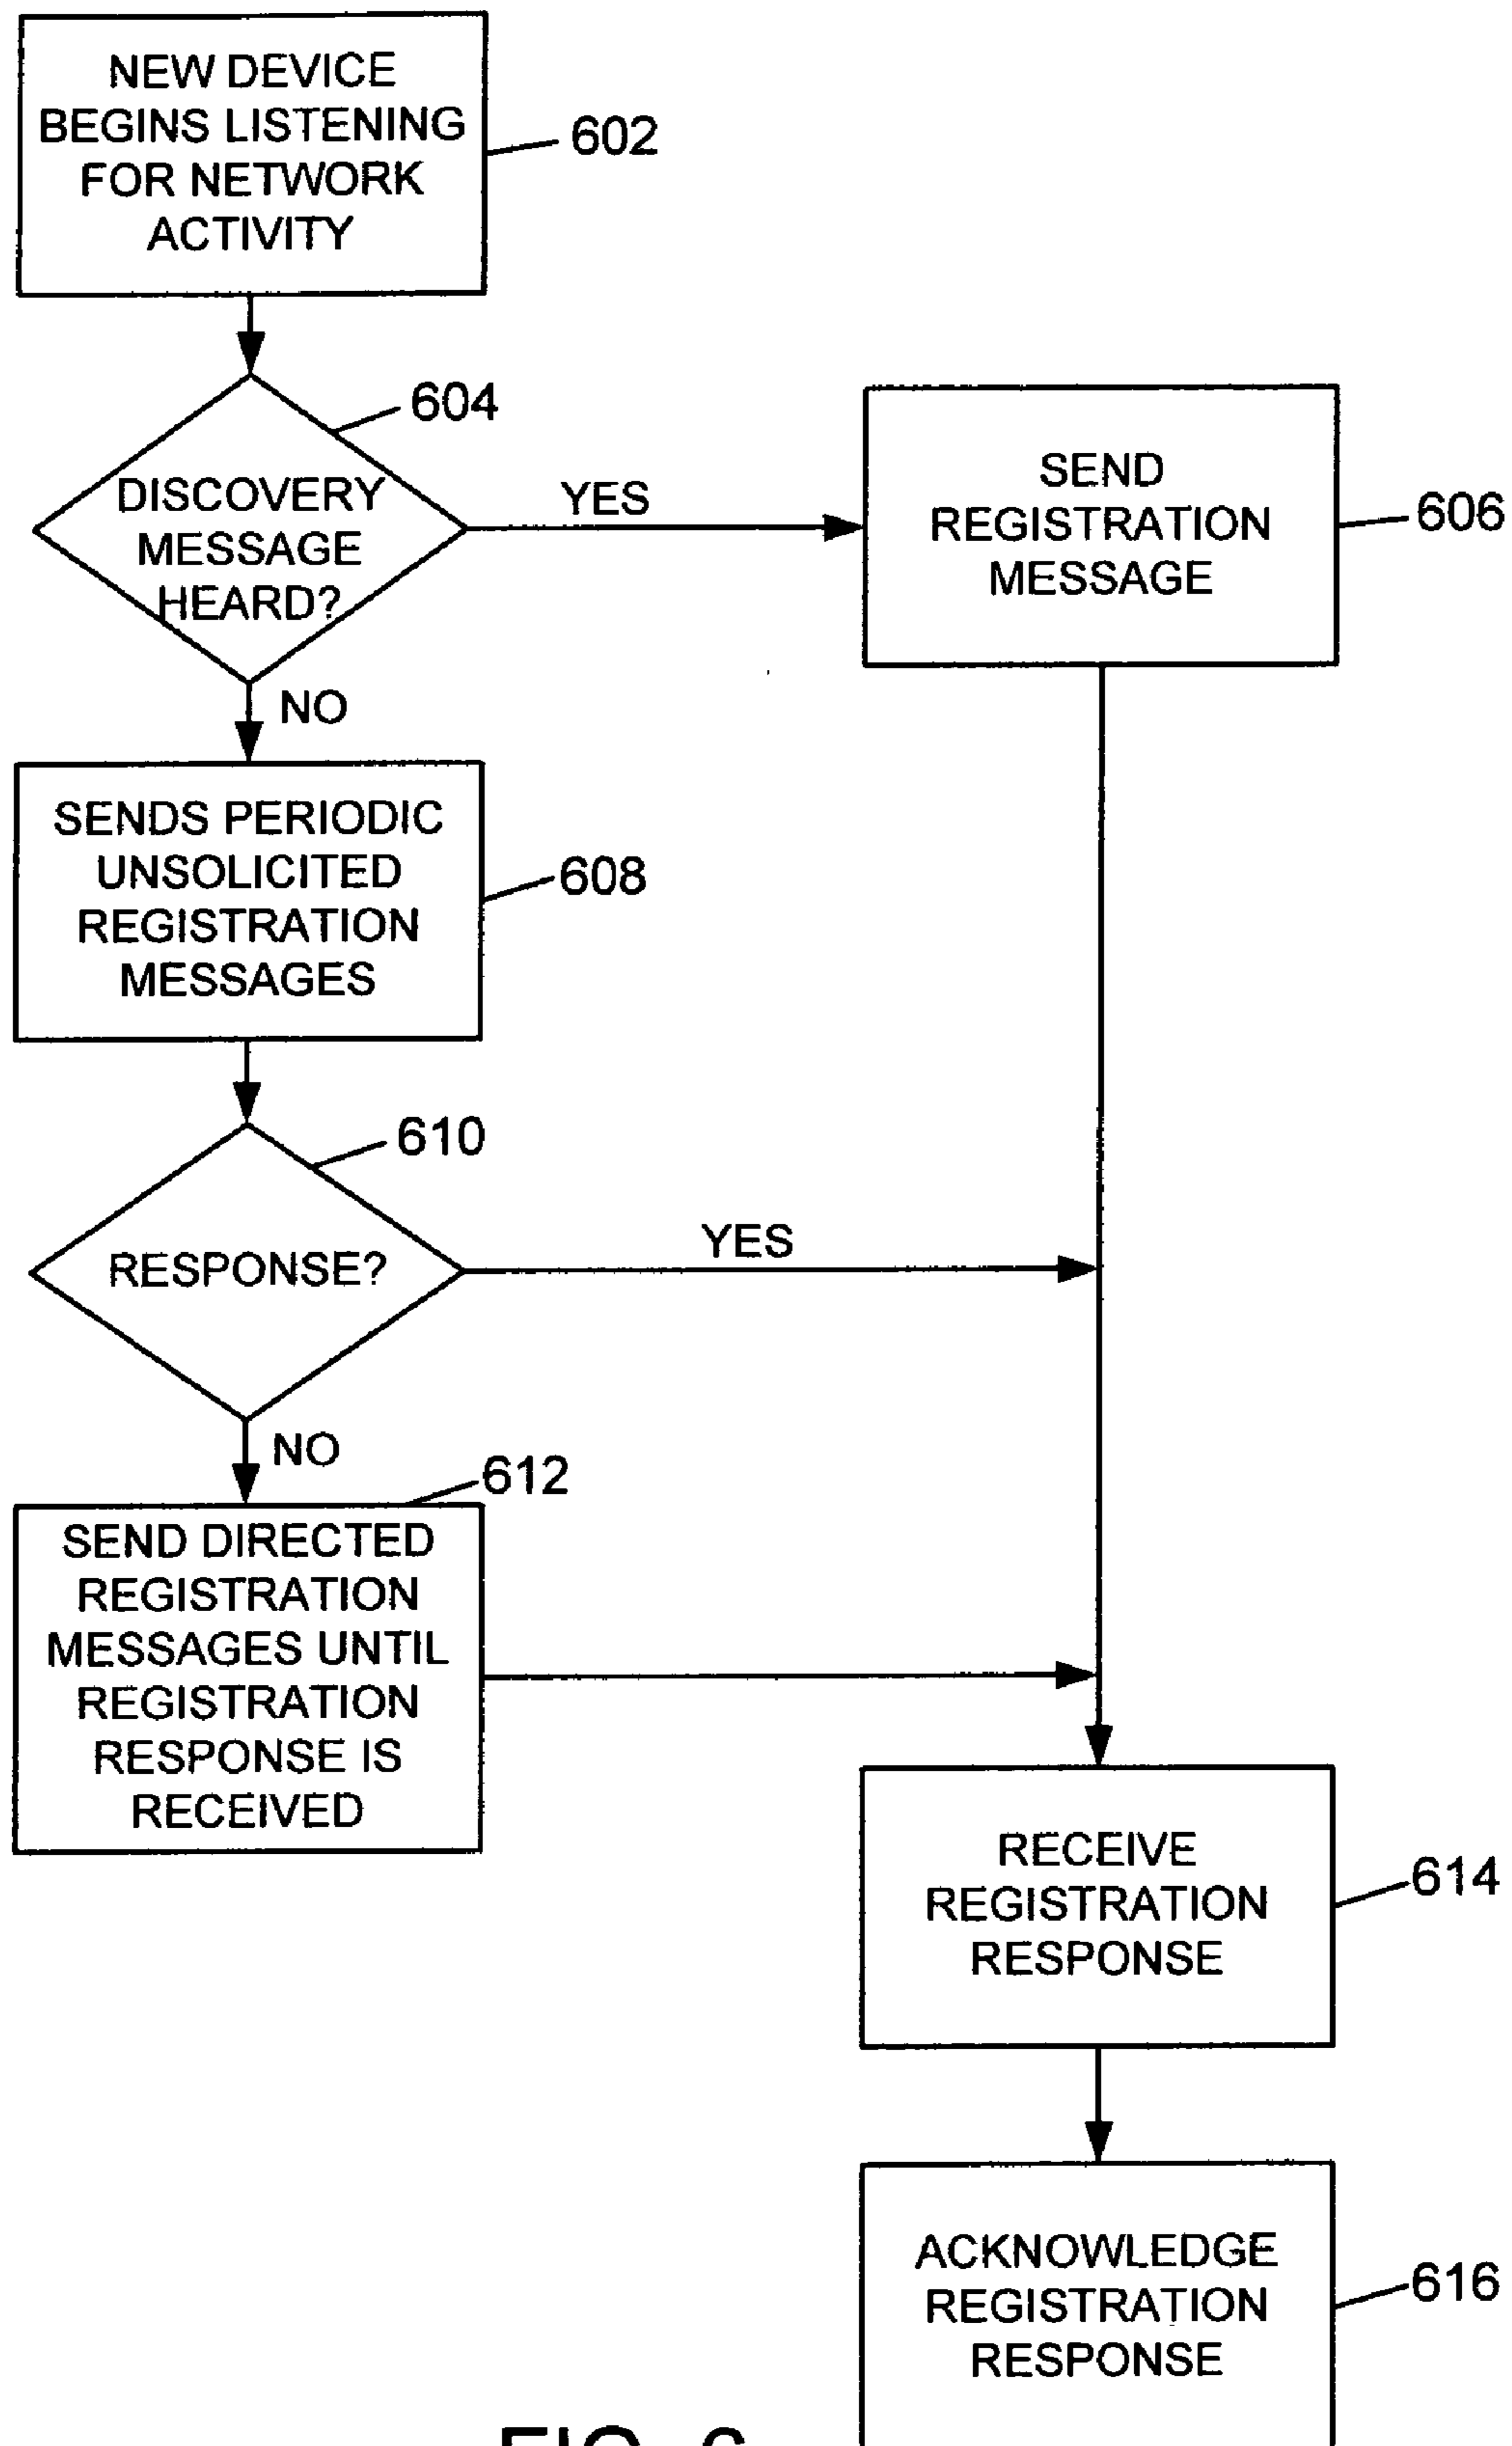 NEW DEVICE
BEGINS LISTENING
FOR NETWORK
ACTIVITY
602
604
DISCOVERY
MESSAGE
HEARD?
YES
SEND
REGISTRATION
MESSAGE
606
NO
SENDS PERIODIC
UNSOLICITED
REGISTRATION
MESSAGES
608
610
RESPONSE?
YES
NO
612
SEND DIRECTED
REGISTRATION
MESSAGES UNTIL
REGISTRATION
RESPONSE IS
RECEIVED
RECEIVE
REGISTRATION
RESPONSE
614
ACKNOWLEDGE
REGISTRATION
RESPONSE
616
FIG. 6